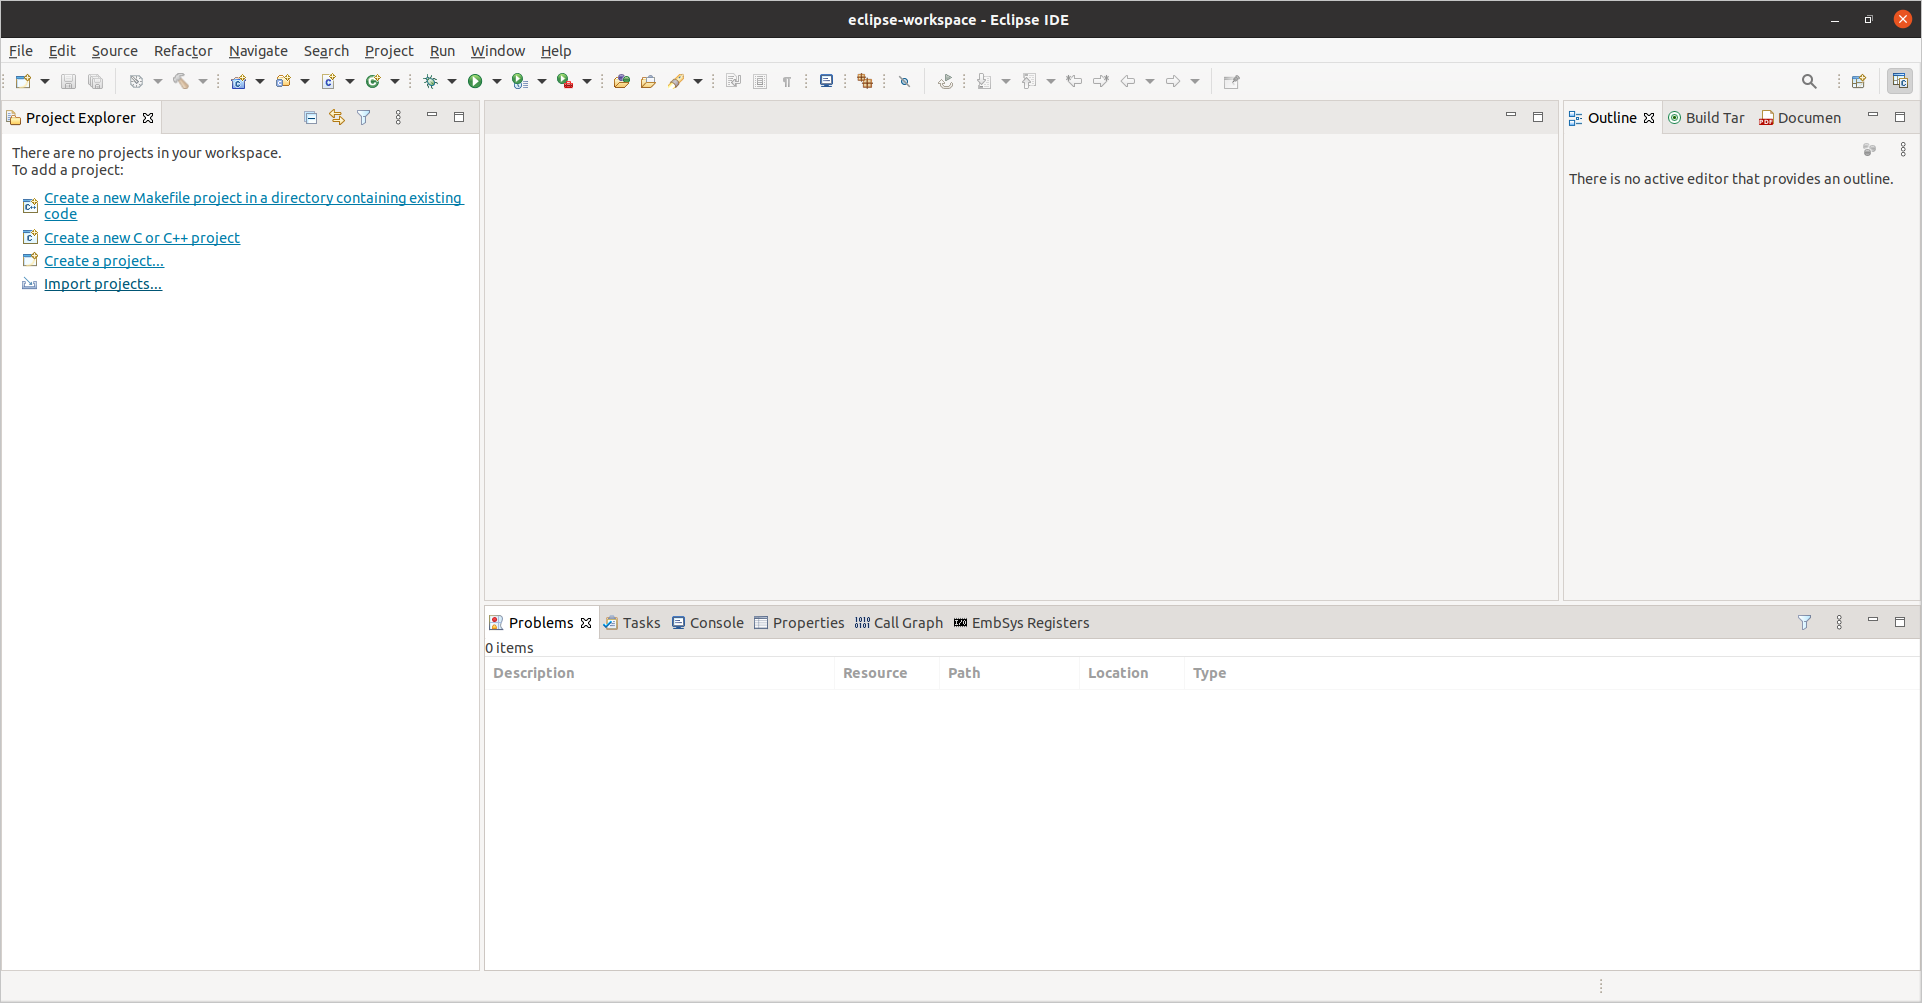 eclipse-workspace - Eclipse IDE
File Edit Source Refactor Navigate Search Project Run Window Help
Project Explorer
There are no projects in your workspace.
To add a project:
Create a new Makefile project in a directory containing existing
code
Create a new C or C++ project
Create a project...
Import projects...
Outline Build Tar Documen
There is no active editor that provides an outline.
Problems Tasks Console Properties Call Graph EmbSys Registers
0 items
Description Resource Path Location Type